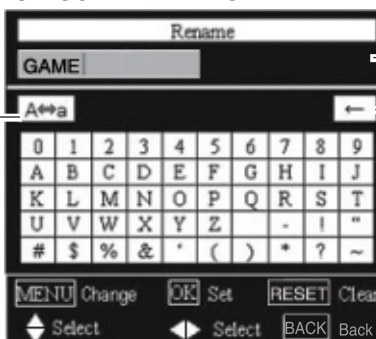 Rename
GAME
A⇔a ←
0 1 2 3 4 5 6 7 8 9
A B C D E F G H I J
K L M N O P Q R S T
U V W X Y Z - ! "
# $ % & ' ( ) * ? ~
MENU Change OK Set RESET Clear
Select Select BACK Back